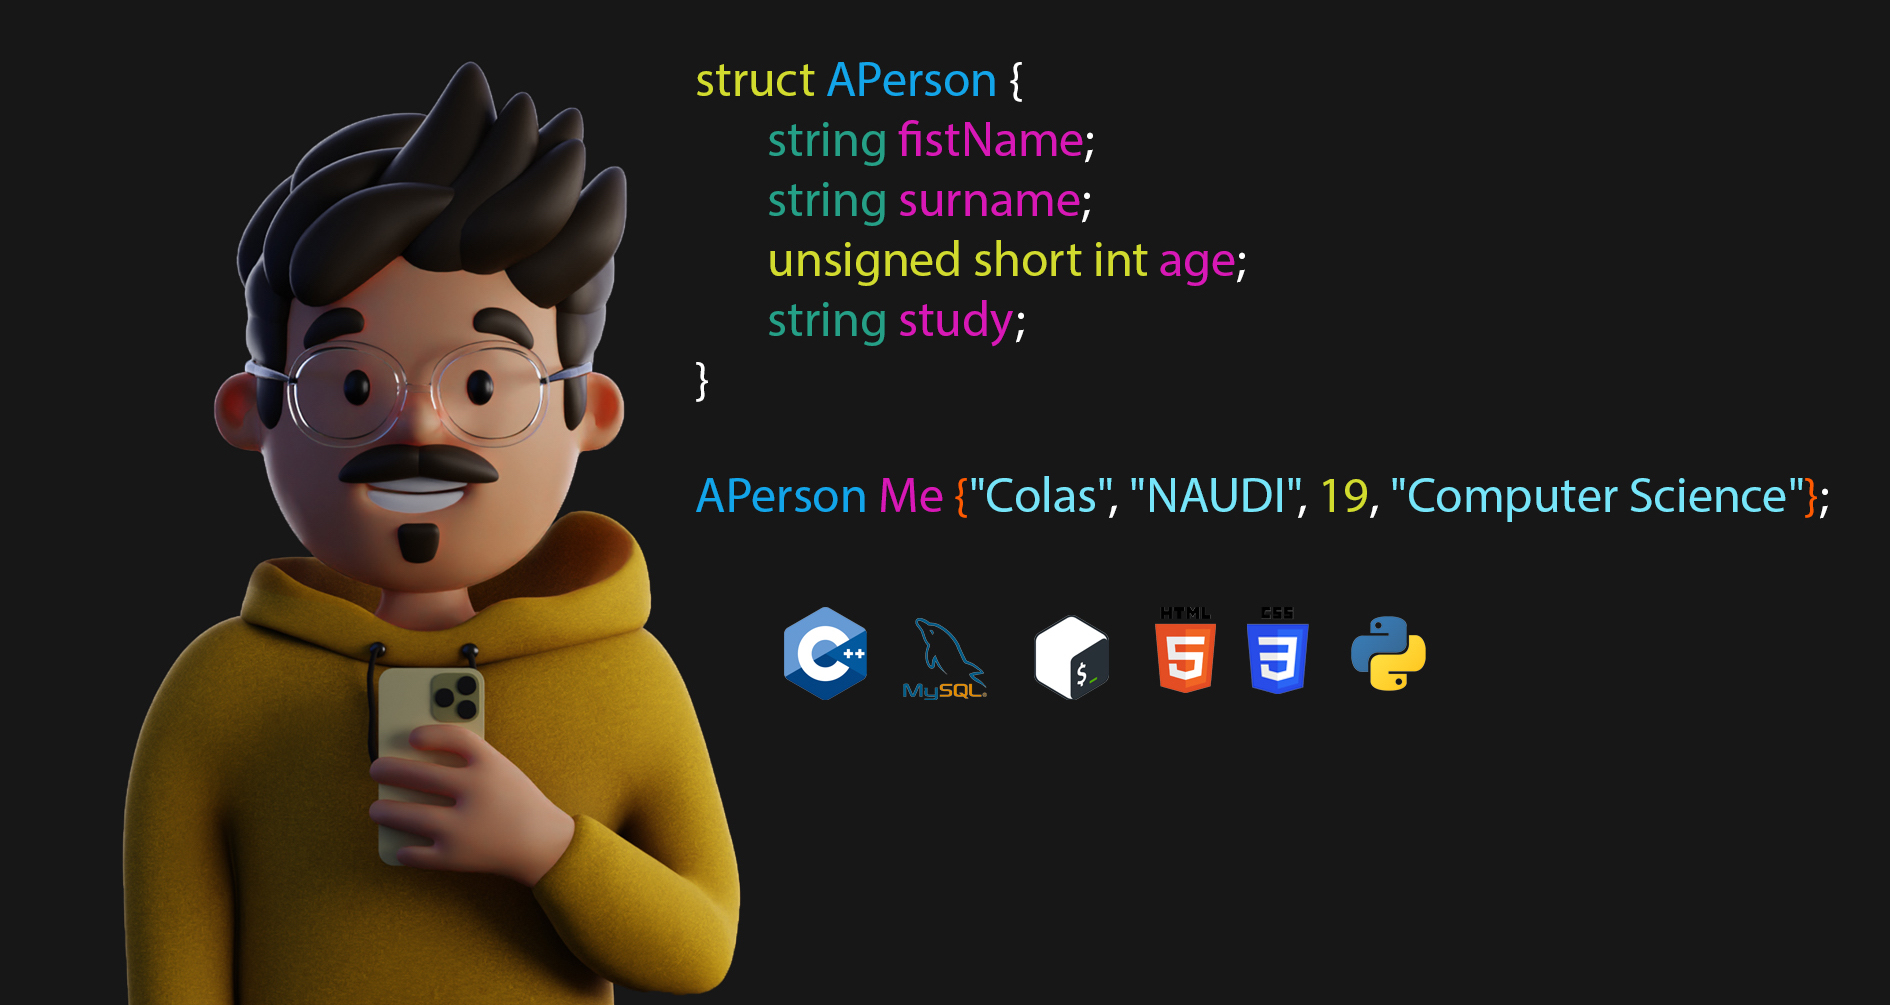 struct APerson {
string fistName;
string surname;
unsigned short int age;
string study;
}
APerson Me {"Colas", "NAUDI", 19, "Computer Science"};
C++ MySQL® $_ HTML 5 CSS 3